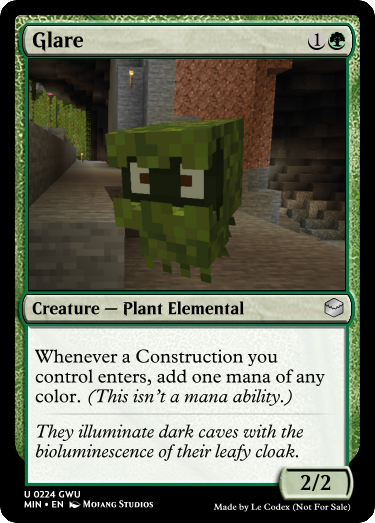 Glare 1
Creature — Plant Elemental
Whenever a Construction you
control enters, add one mana of any
color. (This isn't a mana ability.)
They illuminate dark caves with the
bioluminescence of their leafy cloak.
2/2
U 0224 GWU
MIN • EN Mojang Studios
Made by Le Codex (Not For Sale)